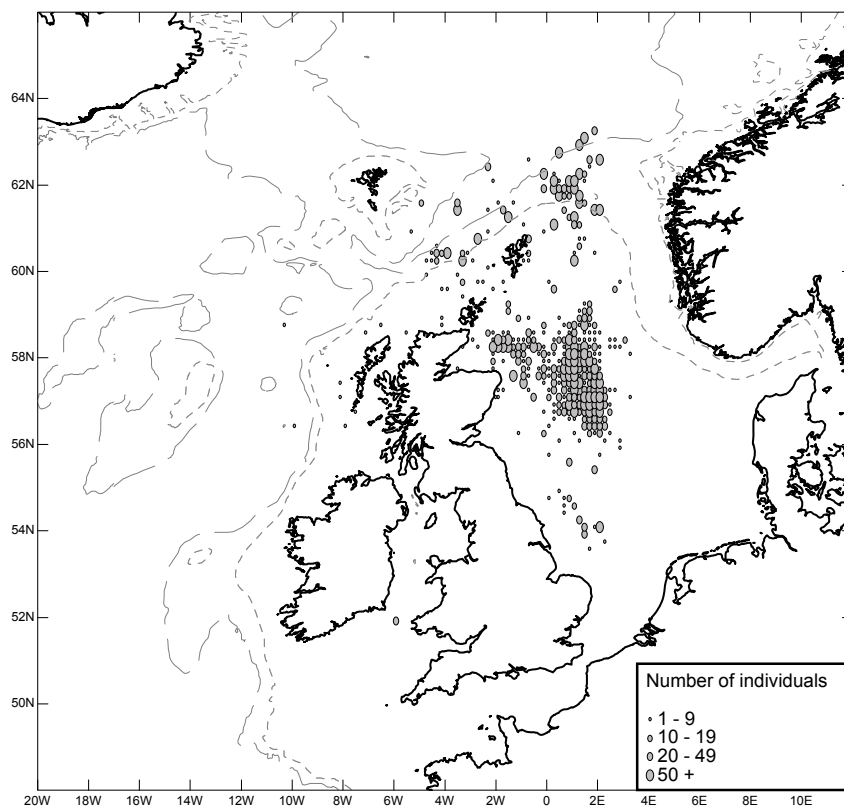 64N
62N
60N
58N
56N
54N
52N
50N
Number of individuals
1 - 9
10 - 19
20 - 49
50 +
20W 18W 16W 14W 12W 10W 8W 6W 4W 2W 0 2E 4E 6E 8E 10E